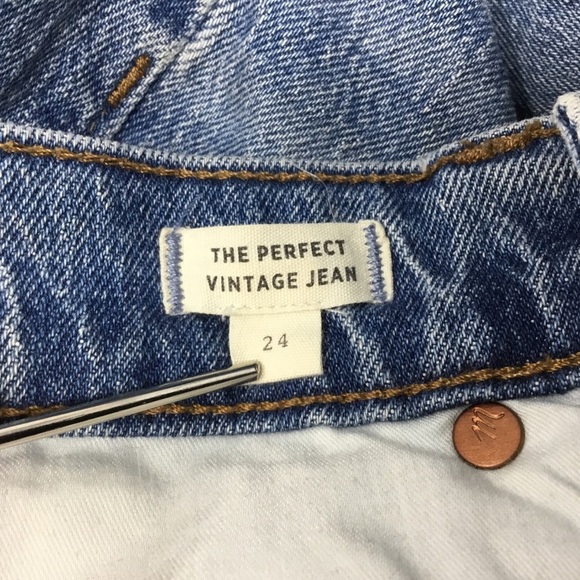 THE PERFECT
VINTAGE JEAN
24
M